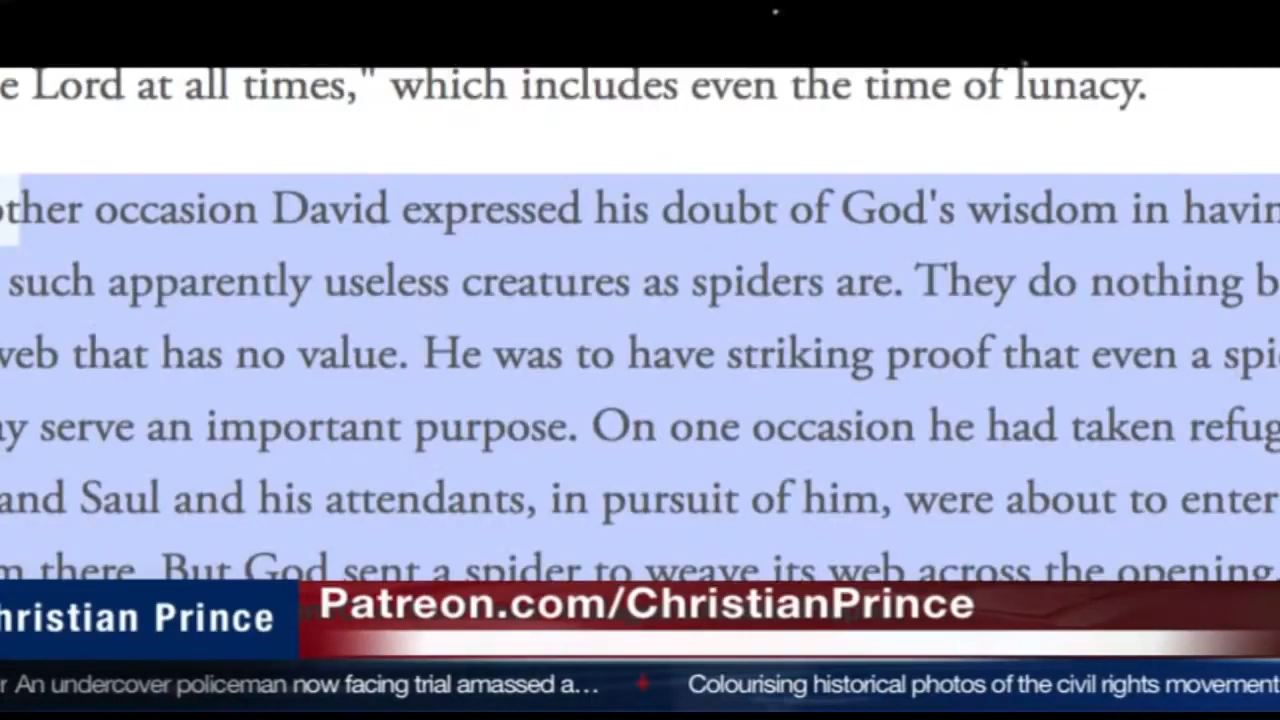 e Lord at all times," which includes even the time of lunacy.
other occasion David expressed his doubt of God's wisdom in havin
such apparently useless creatures as spiders are. They do nothing b
web that has no value. He was to have striking proof that even a spi
ay serve an important purpose. On one occasion he had taken refug
and Saul and his attendants, in pursuit of him, were about to enter
m there. But God sent a spider to weave its web across the opening
hristian Prince
Patreon.com/ChristianPrince
r An undercover policeman now facing trial amassed a… ♦ Colourising historical photos of the civil rights movement